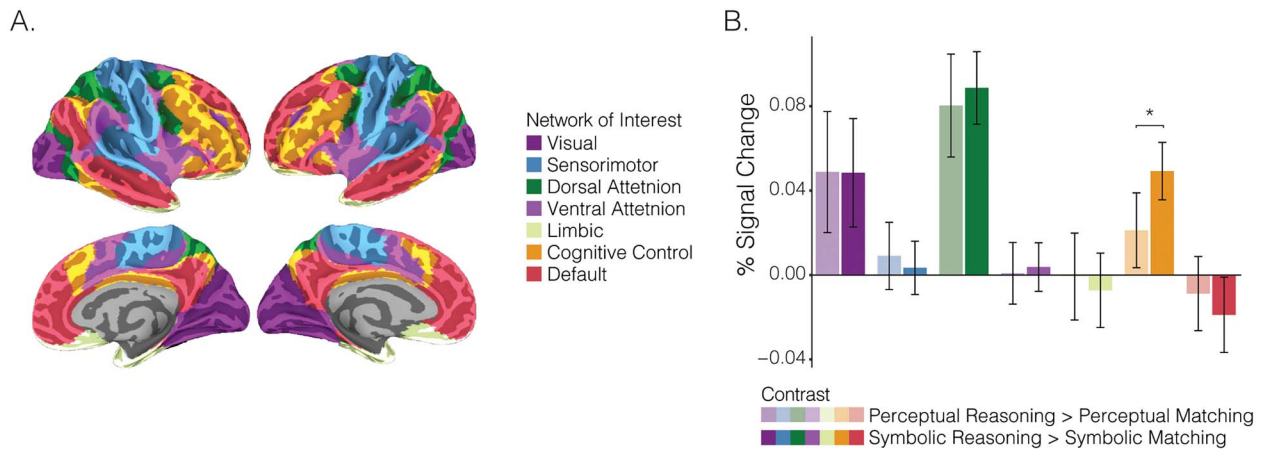 A.
Network of Interest
Visual
Sensorimotor
Dorsal Attetnion
Ventral Attetnion
Limbic
Cognitive Control
Default
B.
% Signal Change
0.08
0.04
0.00
−0.04
*
Contrast
Perceptual Reasoning > Perceptual Matching
Symbolic Reasoning > Symbolic Matching